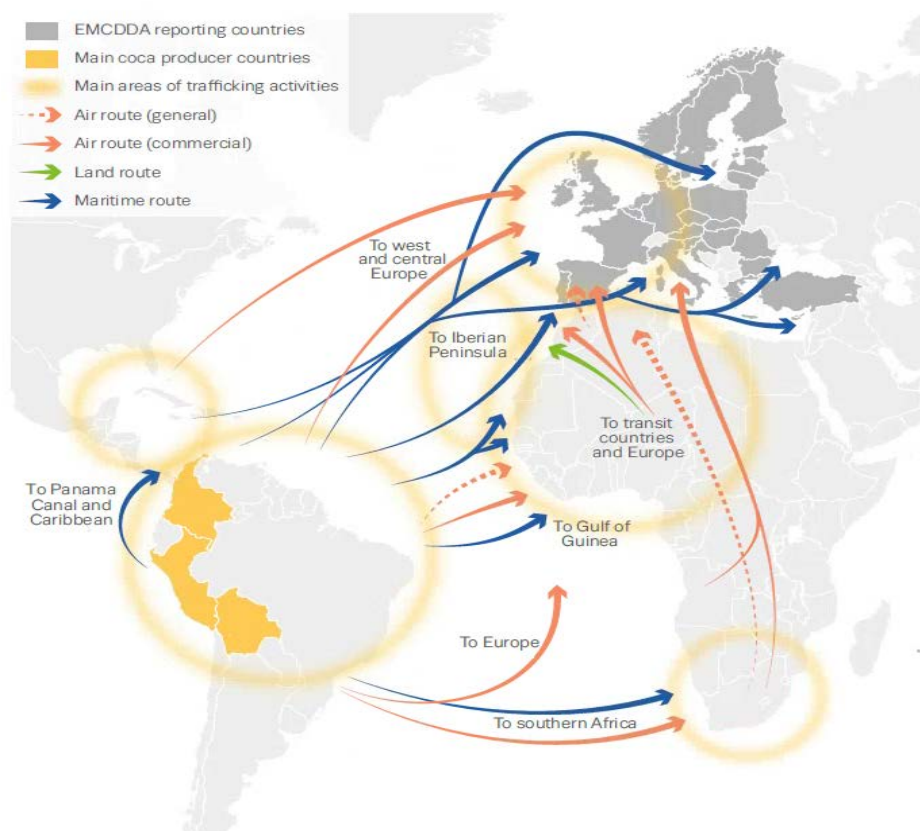 EMCDDA reporting countries
Main coca producer countries
Main areas of trafficking activities
Air route (general)
Air route (commercial)
Land route
Maritime route
To west
and central
Europe
To Iberian
Peninsula
To transit
countries
and Europe
To Panama
Canal and
Caribbean
To Gulf of
Guinea
To Europe
To southern Africa